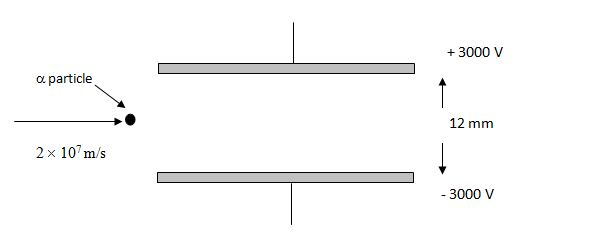 + 3000 V
α particle
12 mm
2 × 10⁷ m/s
- 3000 V